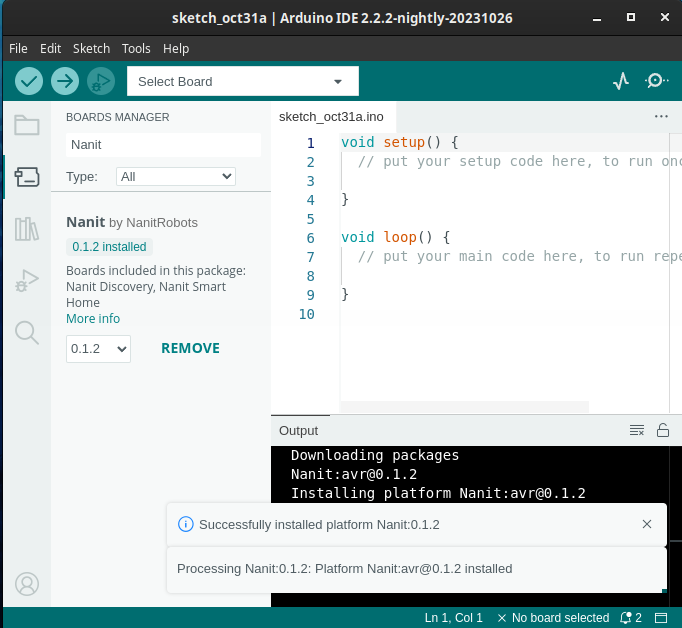 sketch_oct31a | Arduino IDE 2.2.2-nightly-20231026
File Edit Sketch Tools Help
Select Board
BOARDS MANAGER
Nanit
Type: All
Nanit by NanitRobots
0.1.2 installed
Boards included in this package:
Nanit Discovery, Nanit Smart
Home
More info
0.1.2 REMOVE
sketch_oct31a.ino
1 void setup() {
2 // put your setup code here, to run onc
3
4 }
5
6 void loop() {
7 // put your main code here, to run repe
8
9 }
10
Output
Downloading packages
Nanit:avr@0.1.2
Installing platform Nanit:avr@0.1.2
Successfully installed platform Nanit:0.1.2
Processing Nanit:0.1.2: Platform Nanit:avr@0.1.2 installed
Ln 1, Col 1 × No board selected 2